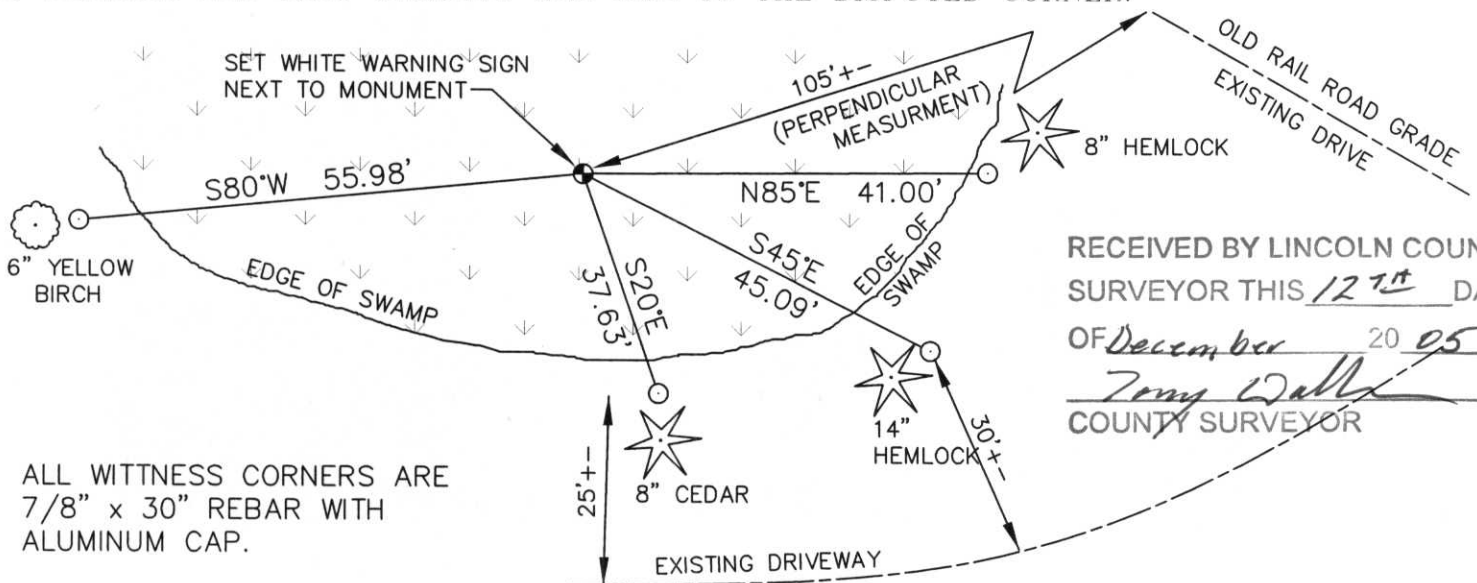 SET WHITE WARNING SIGN
NEXT TO MONUMENT
105'+-
(PERPENDICULAR
MEASURMENT)
OLD RAIL ROAD GRADE
EXISTING DRIVE
8" HEMLOCK
S80°W 55.98'
N85°E 41.00'
6" YELLOW
BIRCH
EDGE OF SWAMP
S20°E
37.63'
S45°E
45.09'
EDGE OF
SWAMP
RECEIVED BY LINCOLN COUN
SURVEYOR THIS 12TH DA
OF December 20 05
Tony
COUNTY SURVEYOR
14"
HEMLOCK
30'+-
25'+-
8" CEDAR
ALL WITTNESS CORNERS ARE
7/8" x 30" REBAR WITH
ALUMINUM CAP.
EXISTING DRIVEWAY